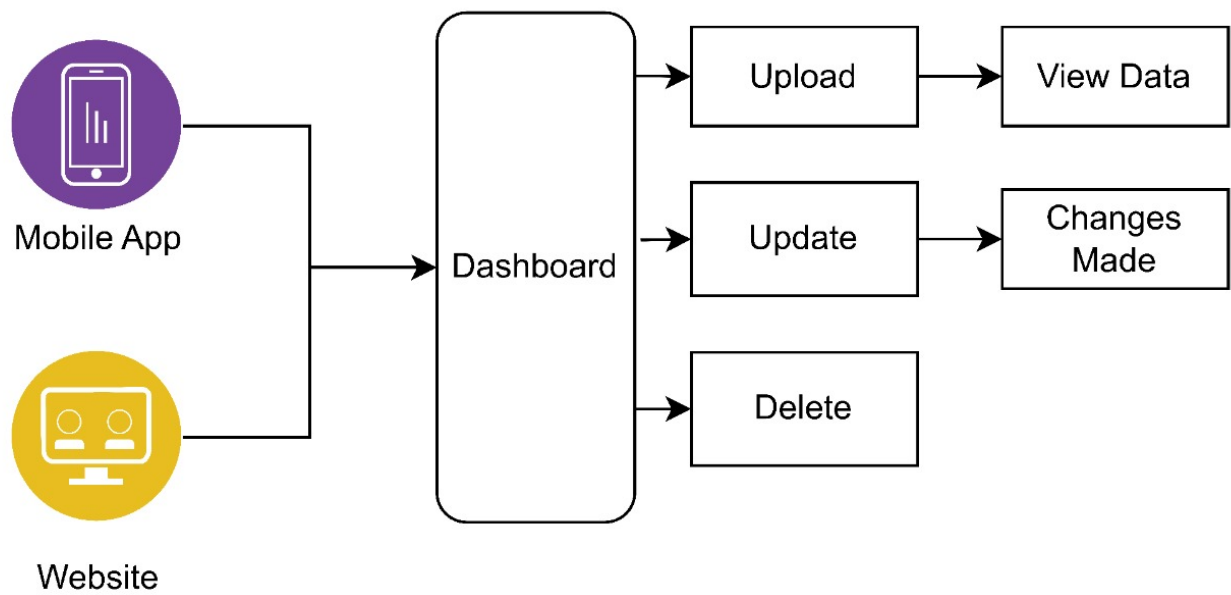 Mobile App
Website
Dashboard
Upload
View Data
Update
Changes
Made
Delete